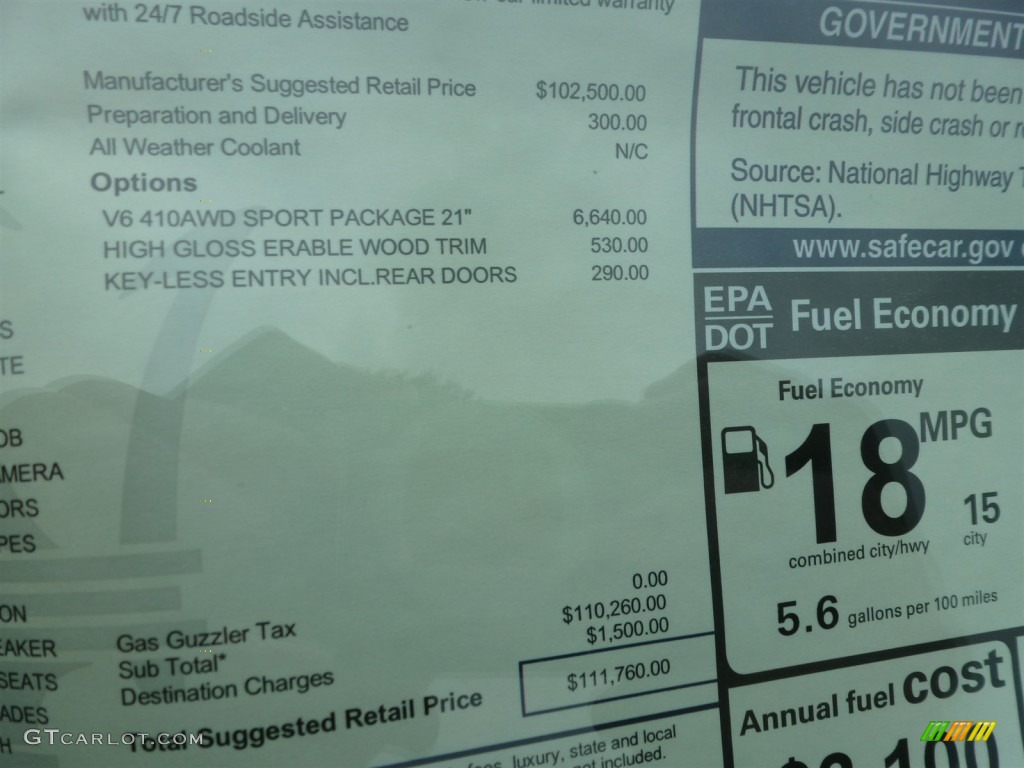 with 24/7 Roadside Assistance
limited warranty
Manufacturer's Suggested Retail Price $102,500.00
Preparation and Delivery 300.00
All Weather Coolant N/C
Options
V6 410AWD SPORT PACKAGE 21" 6,640.00
HIGH GLOSS ERABLE WOOD TRIM 530.00
KEY-LESS ENTRY INCL.REAR DOORS 290.00
S
TE
OB
AMERA
ORS
PES
ON
EAKER
SEATS
ADES
H
0.00
Gas Guzzler Tax $110,260.00
Sub Total* $1,500.00
Destination Charges
Total Suggested Retail Price $111,760.00
luxury, state and local
not included.
GOVERNMENT
This vehicle has not been
frontal crash, side crash or
Source: National Highway
(NHTSA).
www.safecar.gov
EPA
DOT
Fuel Economy
Fuel Economy
18 MPG
combined city/hwy
15
city
5.6 gallons per 100 miles
Annual fuel cost
GTCARLOT.COM